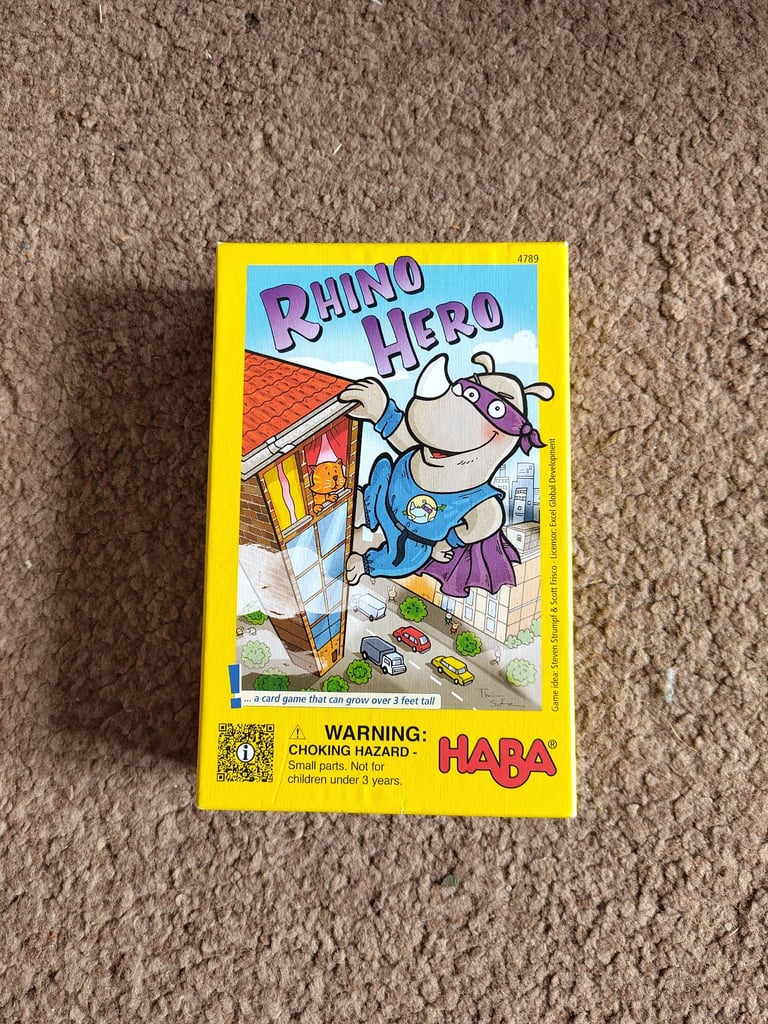 4789
RHINO
HERO
Game idea: Steven Strumpf & Scott Frisco · Licensor: Excel Global Development
... a card game that can grow over 3 feet tall
WARNING:
CHOKING HAZARD -
Small parts. Not for
children under 3 years.
HABA®